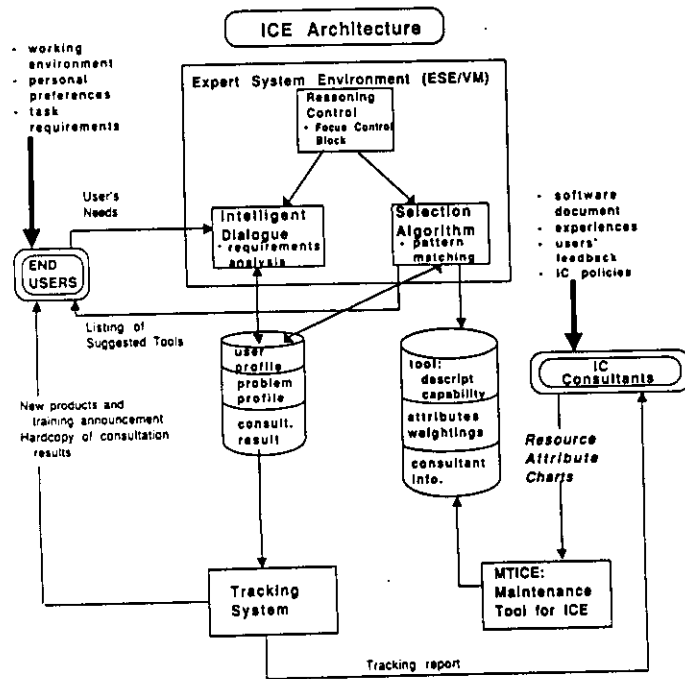 ICE Architecture
- working
environment
- personal
preferences
- task
requirements
Expert System Environment (ESE/VM)
Reasoning
Control
• Focus Control
Block
User's
Needs
Intelligent
Dialogue
• requirements
analysis
Selection
Algorithm
• pattern
matching
- software
document
- experiences
- users'
feedback
- IC policies
END
USERS
Listing of
Suggested Tools
user
profile
problem
profile
consult.
result
tool:
descript
capability
attributes
weightings
consultant
info.
IC
Consultants
New products and
training announcement
Hardcopy of consultation
results
Resource
Attribute
Charts
Tracking
System
MTICE:
Maintenance
Tool for ICE
Tracking report